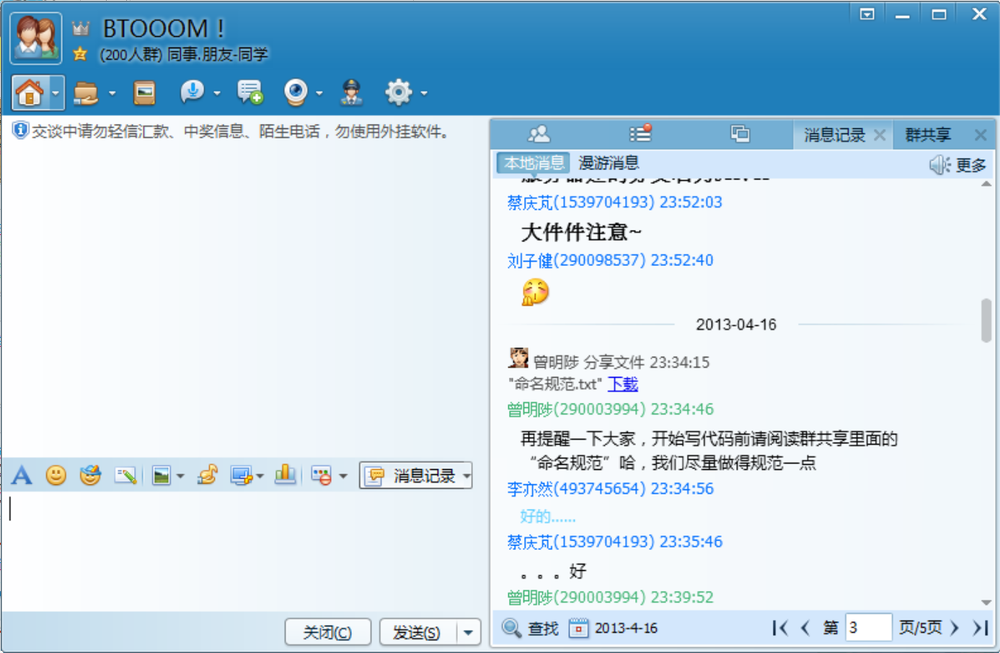 BTOOOM！
(200人群) 同事.朋友-同学
交谈中请勿轻信汇款、中奖信息、陌生电话，勿使用外挂软件。
消息记录
群共享
本地消息 漫游消息
更多
蔡庆芃(1539704193) 23:52:03
大件件注意~
刘子健(290098537) 23:52:40
2013-04-16
曾明陟 分享文件 23:34:15
"命名规范.txt" 下载
曾明陟(290003994) 23:34:46
再提醒一下大家，开始写代码前请阅读群共享里面的
“命名规范”哈，我们尽量做得规范一点
李亦然(493745654) 23:34:56
好的......
蔡庆芃(1539704193) 23:35:46
。。。好
曾明陟(290003994) 23:39:52
消息记录
关闭(C)
发送(S)
查找
2013-4-16
第 3 页/5页